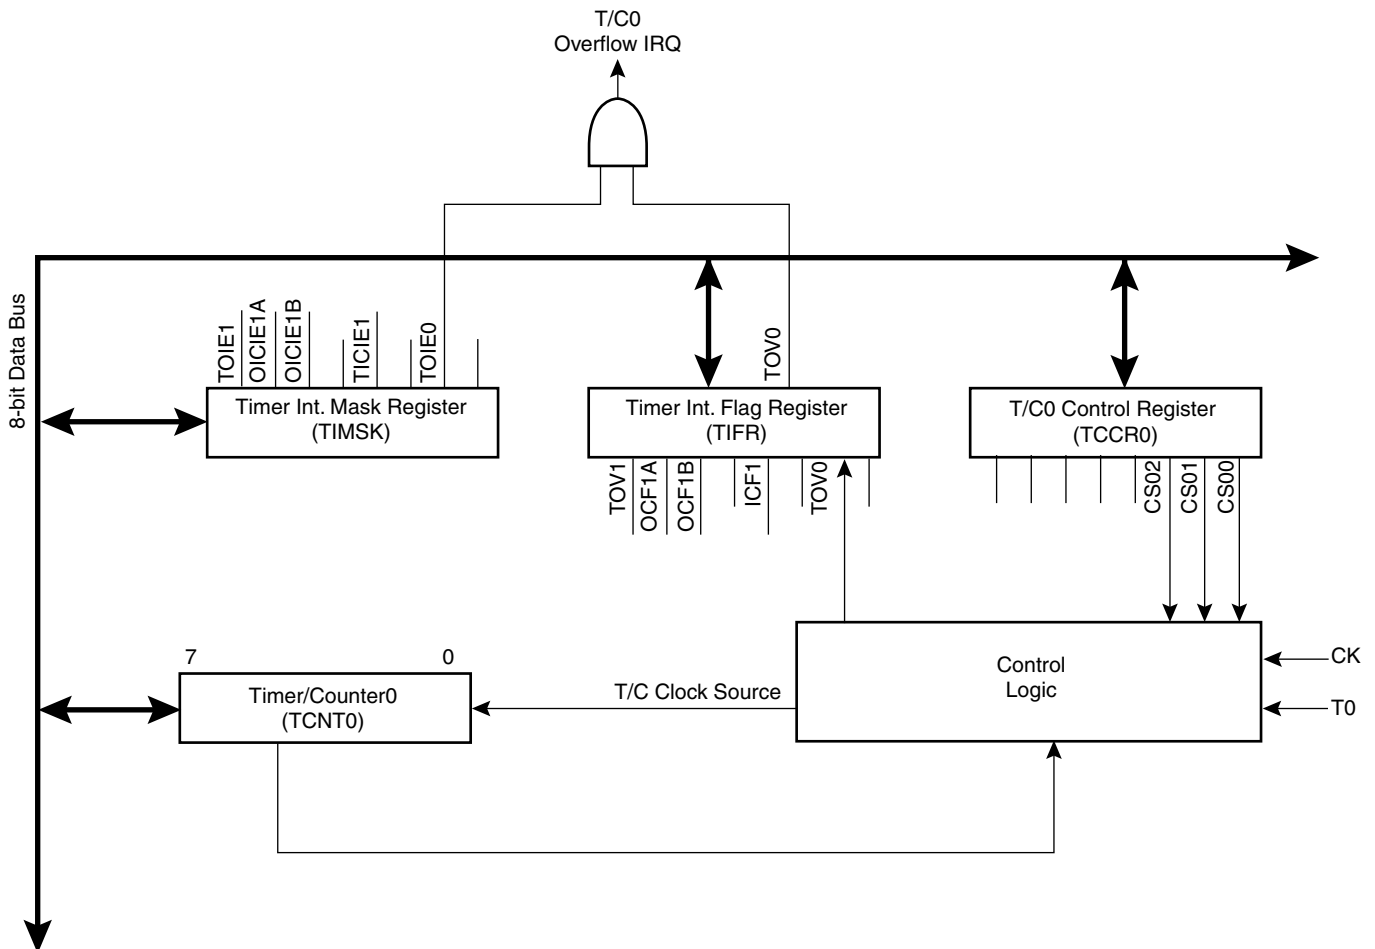 T/C0
Overflow IRQ
8-bit Data Bus
TOIE1
OICIE1A
OICIE1B
TICIE1
TOIE0
TOV0
Timer Int. Mask Register
(TIMSK)
Timer Int. Flag Register
(TIFR)
T/C0 Control Register
(TCCR0)
TOV1
OCF1A
OCF1B
ICF1
TOV0
CS02
CS01
CS00
7
0
Timer/Counter0
(TCNT0)
T/C Clock Source
Control
Logic
CK
T0